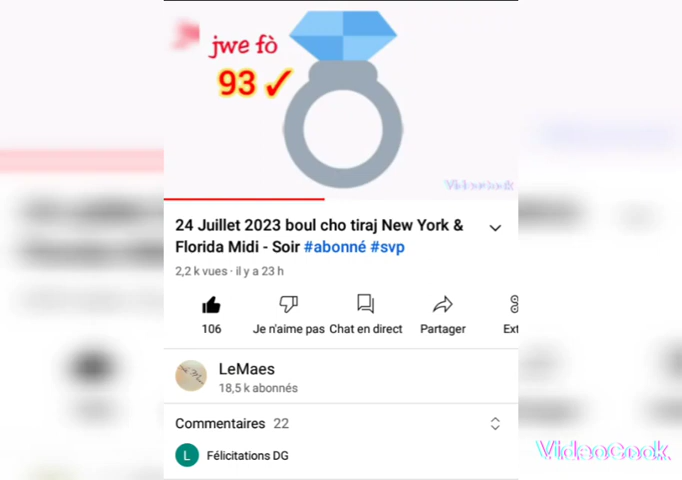 jwe fò
93 ✓
VideoCook
24 Juillet 2023 boul cho tiraj New York &
Florida Midi - Soir #abonné #svp
2,2 k vues · il y a 23 h
106
Je n'aime pas
Chat en direct
Partager
Ext
LeMaes
18,5 k abonnés
Commentaires 22
L
Félicitations DG
VideoCook